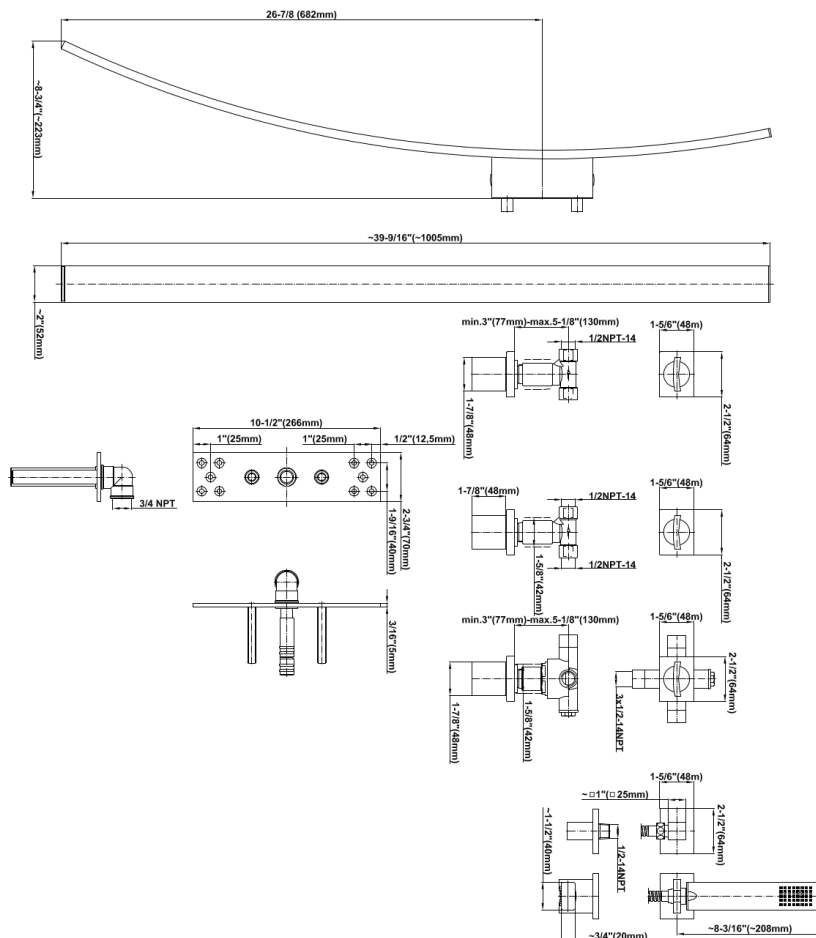 26-7/8 (682mm)
~8-3/4"(~223mm)
~39-9/16"(~1005mm)
~2"(52mm)
min.3"(77mm)-max.5-1/8"(130mm)
1/2NPT-14
1-5/6"(48m)
1-7/8"(48mm)
2-1/2"(64mm)
10-1/2"(266mm)
1"(25mm)
1"(25mm)
1/2"(12,5mm)
3/4 NPT
1-9/16"(40mm)
2-3/4"(70mm)
1-7/8"(48mm)
1/2NPT-14
1-5/6"(48m)
1/2NPT-14
1-5/8"(42mm)
2-1/2"(64mm)
3/16"(5mm)
min.3"(77mm)-max.5-1/8"(130mm)
1-5/6"(48m)
2-1/2"(64mm)
1-7/8"(48mm)
1-5/8"(42mm)
3x1/2-14NPT
1-5/6"(48m)
~□1"(□25mm)
~1-1/2"(40mm)
1/2-14NPT
2-1/2"(64mm)
~3/4"(20mm)
~8-3/16"(~208mm)